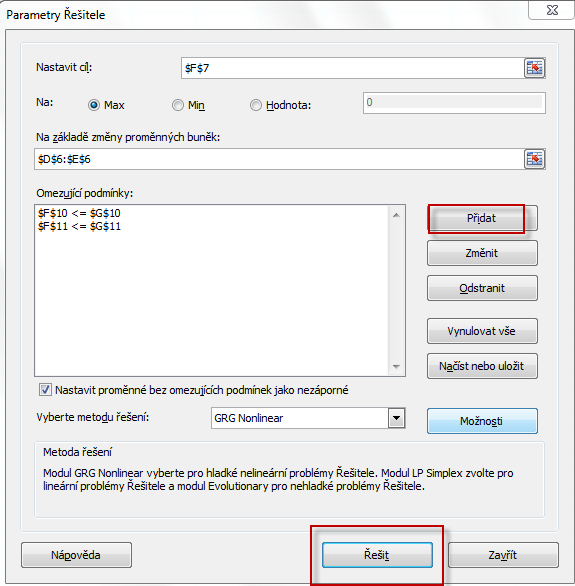 Parametry Řešitele
Nastavit cíl:
$F$7
Na:
Max
Min
Hodnota:
0
Na základě změny proměnných buněk:
$D$6:$E$6
Omezující podmínky:
$F$10 <= $G$10
$F$11 <= $G$11
Přidat
Změnit
Odstranit
Vynulovat vše
Načíst nebo uložit
Nastavit proměnné bez omezujících podmínek jako nezáporné
Vyberte metodu řešení:
GRG Nonlinear
Možnosti
Metoda řešení
Modul GRG Nonlinear vyberte pro hladké nelineární problémy Řešitele. Modul LP Simplex zvolte pro
lineární problémy Řešitele a modul Evolutionary pro nehladké problémy Řešitele.
Nápověda
Řešit
Zavřít